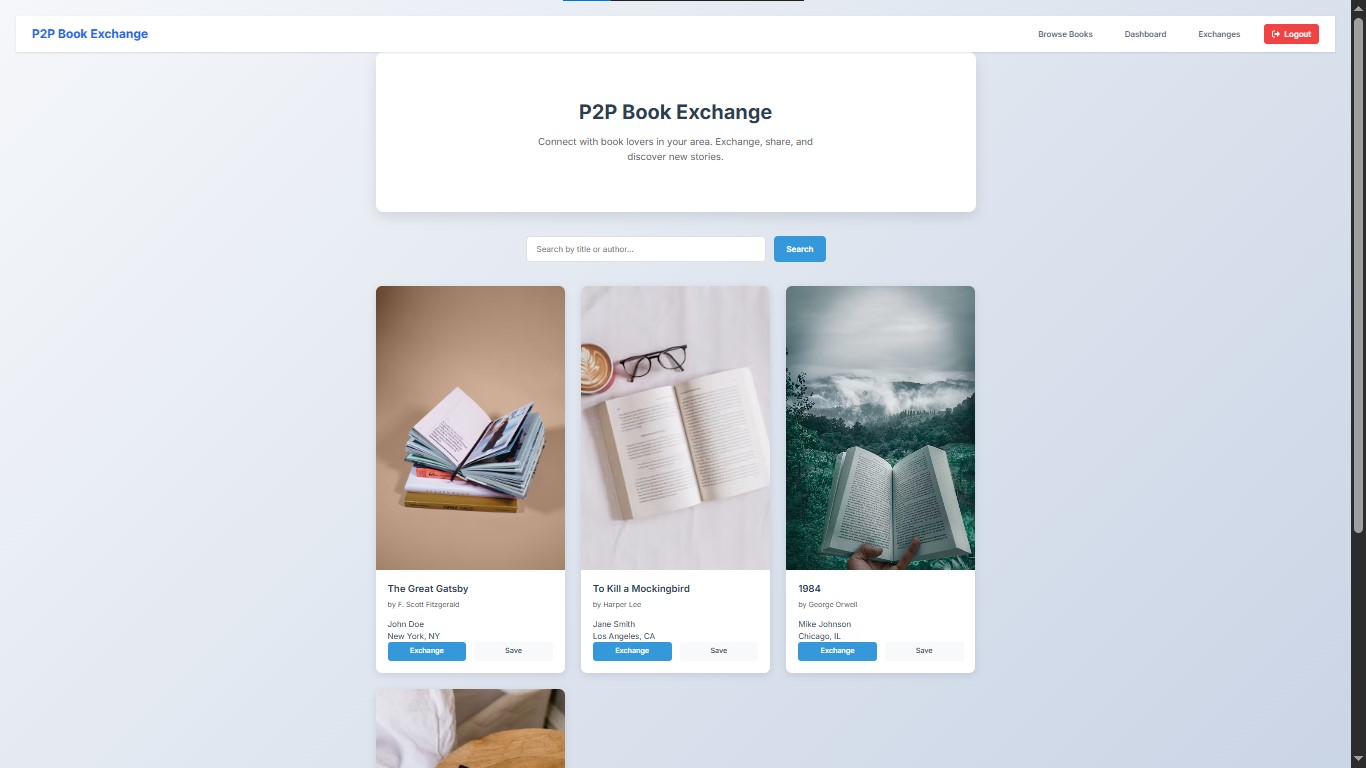 P2P Book Exchange
Browse Books
Dashboard
Exchanges
Logout
P2P Book Exchange
Connect with book lovers in your area. Exchange, share, and
discover new stories.
Search by title or author...
Search
The Great Gatsby
by F. Scott Fitzgerald
John Doe
New York, NY
Exchange
Save
To Kill a Mockingbird
by Harper Lee
Jane Smith
Los Angeles, CA
Exchange
Save
1984
by George Orwell
Mike Johnson
Chicago, IL
Exchange
Save